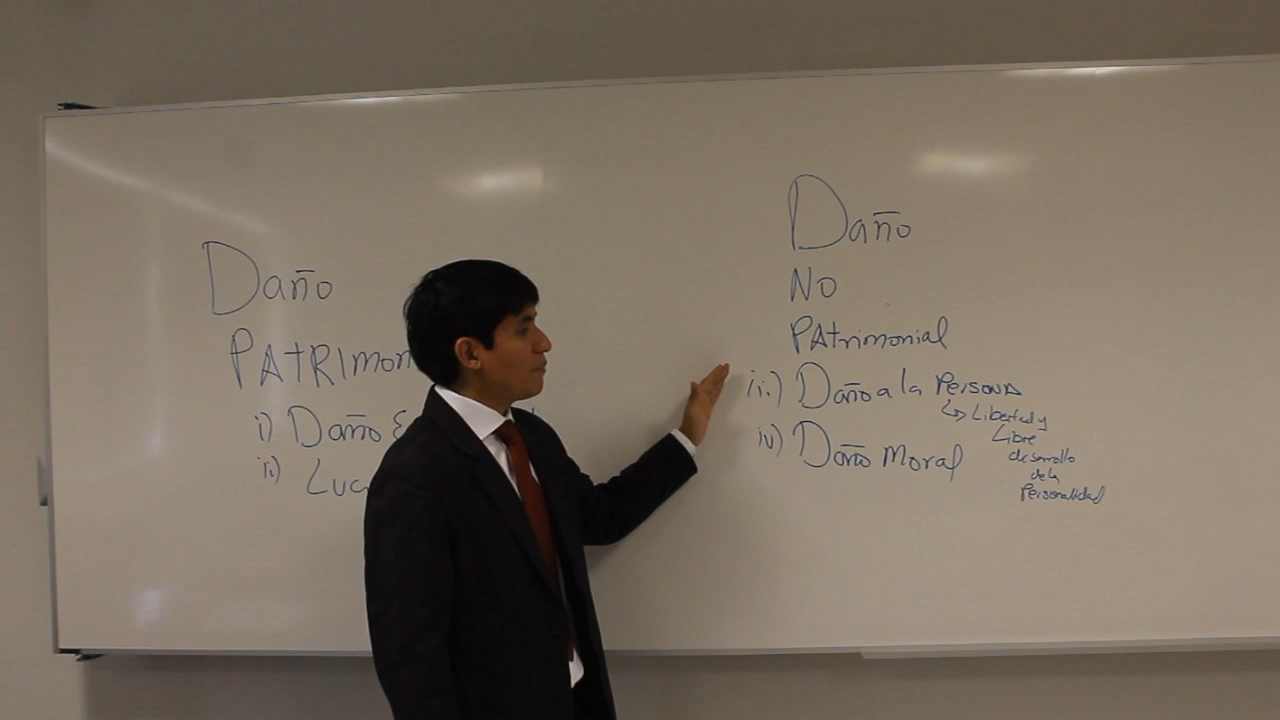 Daño
PATRIMON
i) Daño E
ii) Luc
Daño
NO
PAtrimonial
iii.) Daño a la PERSONA
↳ Libertad y
Libre
desarrollo
de la
Personalidad
iv) Daño Moral